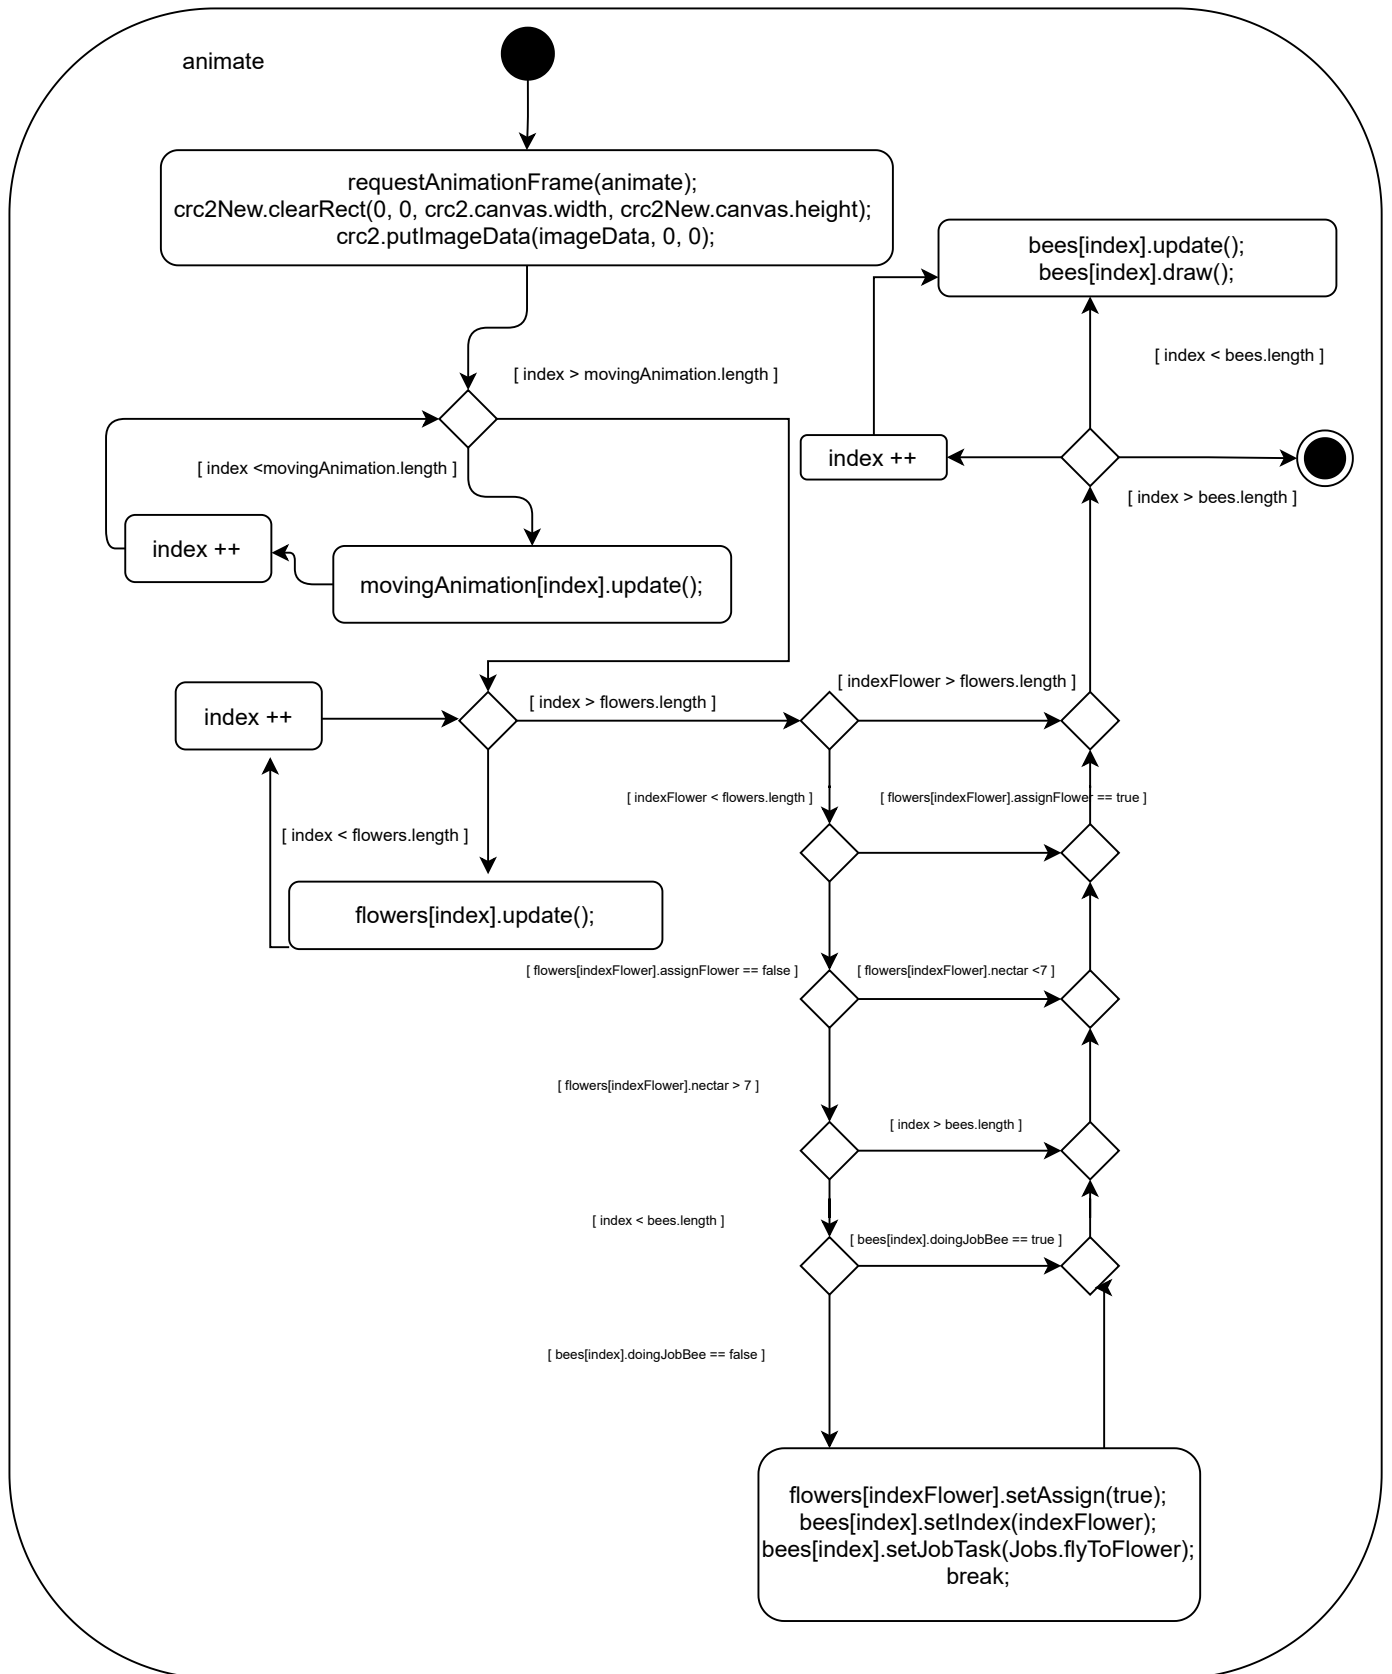 animate
requestAnimationFrame(animate);
crc2New.clearRect(0, 0, crc2.canvas.width, crc2New.canvas.height);
crc2.putImageData(imageData, 0, 0);
bees[index].update();
bees[index].draw();
[ index < bees.length ]
[ index > movingAnimation.length ]
index ++
[ index <movingAnimation.length ]
[ index > bees.length ]
index ++
movingAnimation[index].update();
[ indexFlower > flowers.length ]
index ++
[ index > flowers.length ]
[ indexFlower < flowers.length ]
[ flowers[indexFlower].assignFlower == true ]
[ index < flowers.length ]
flowers[index].update();
[ flowers[indexFlower].assignFlower == false ]
[ flowers[indexFlower].nectar <7 ]
[ flowers[indexFlower].nectar > 7 ]
[ index > bees.length ]
[ index < bees.length ]
[ bees[index].doingJobBee == true ]
[ bees[index].doingJobBee == false ]
flowers[indexFlower].setAssign(true);
bees[index].setIndex(indexFlower);
bees[index].setJobTask(Jobs.flyToFlower);
break;